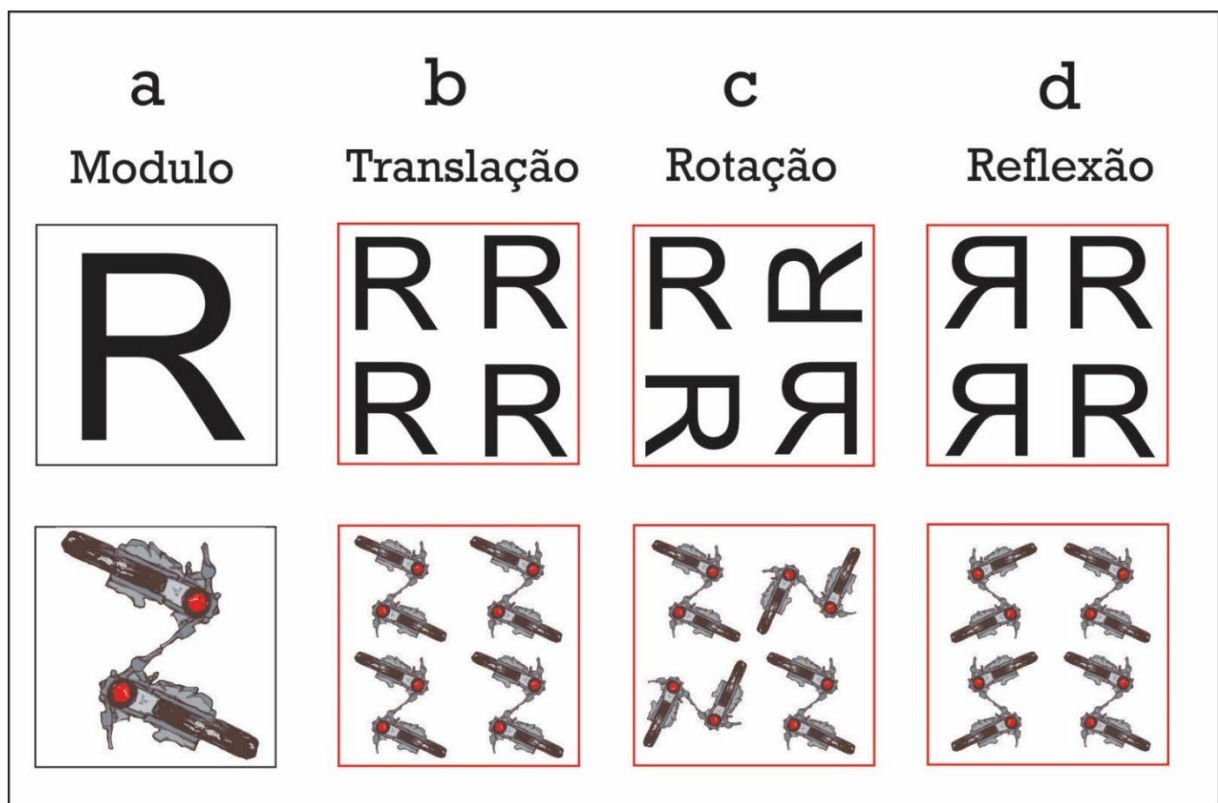 a b c d
Modulo Translação Rotação Reflexão
R
R R R R R R
R R R R R R